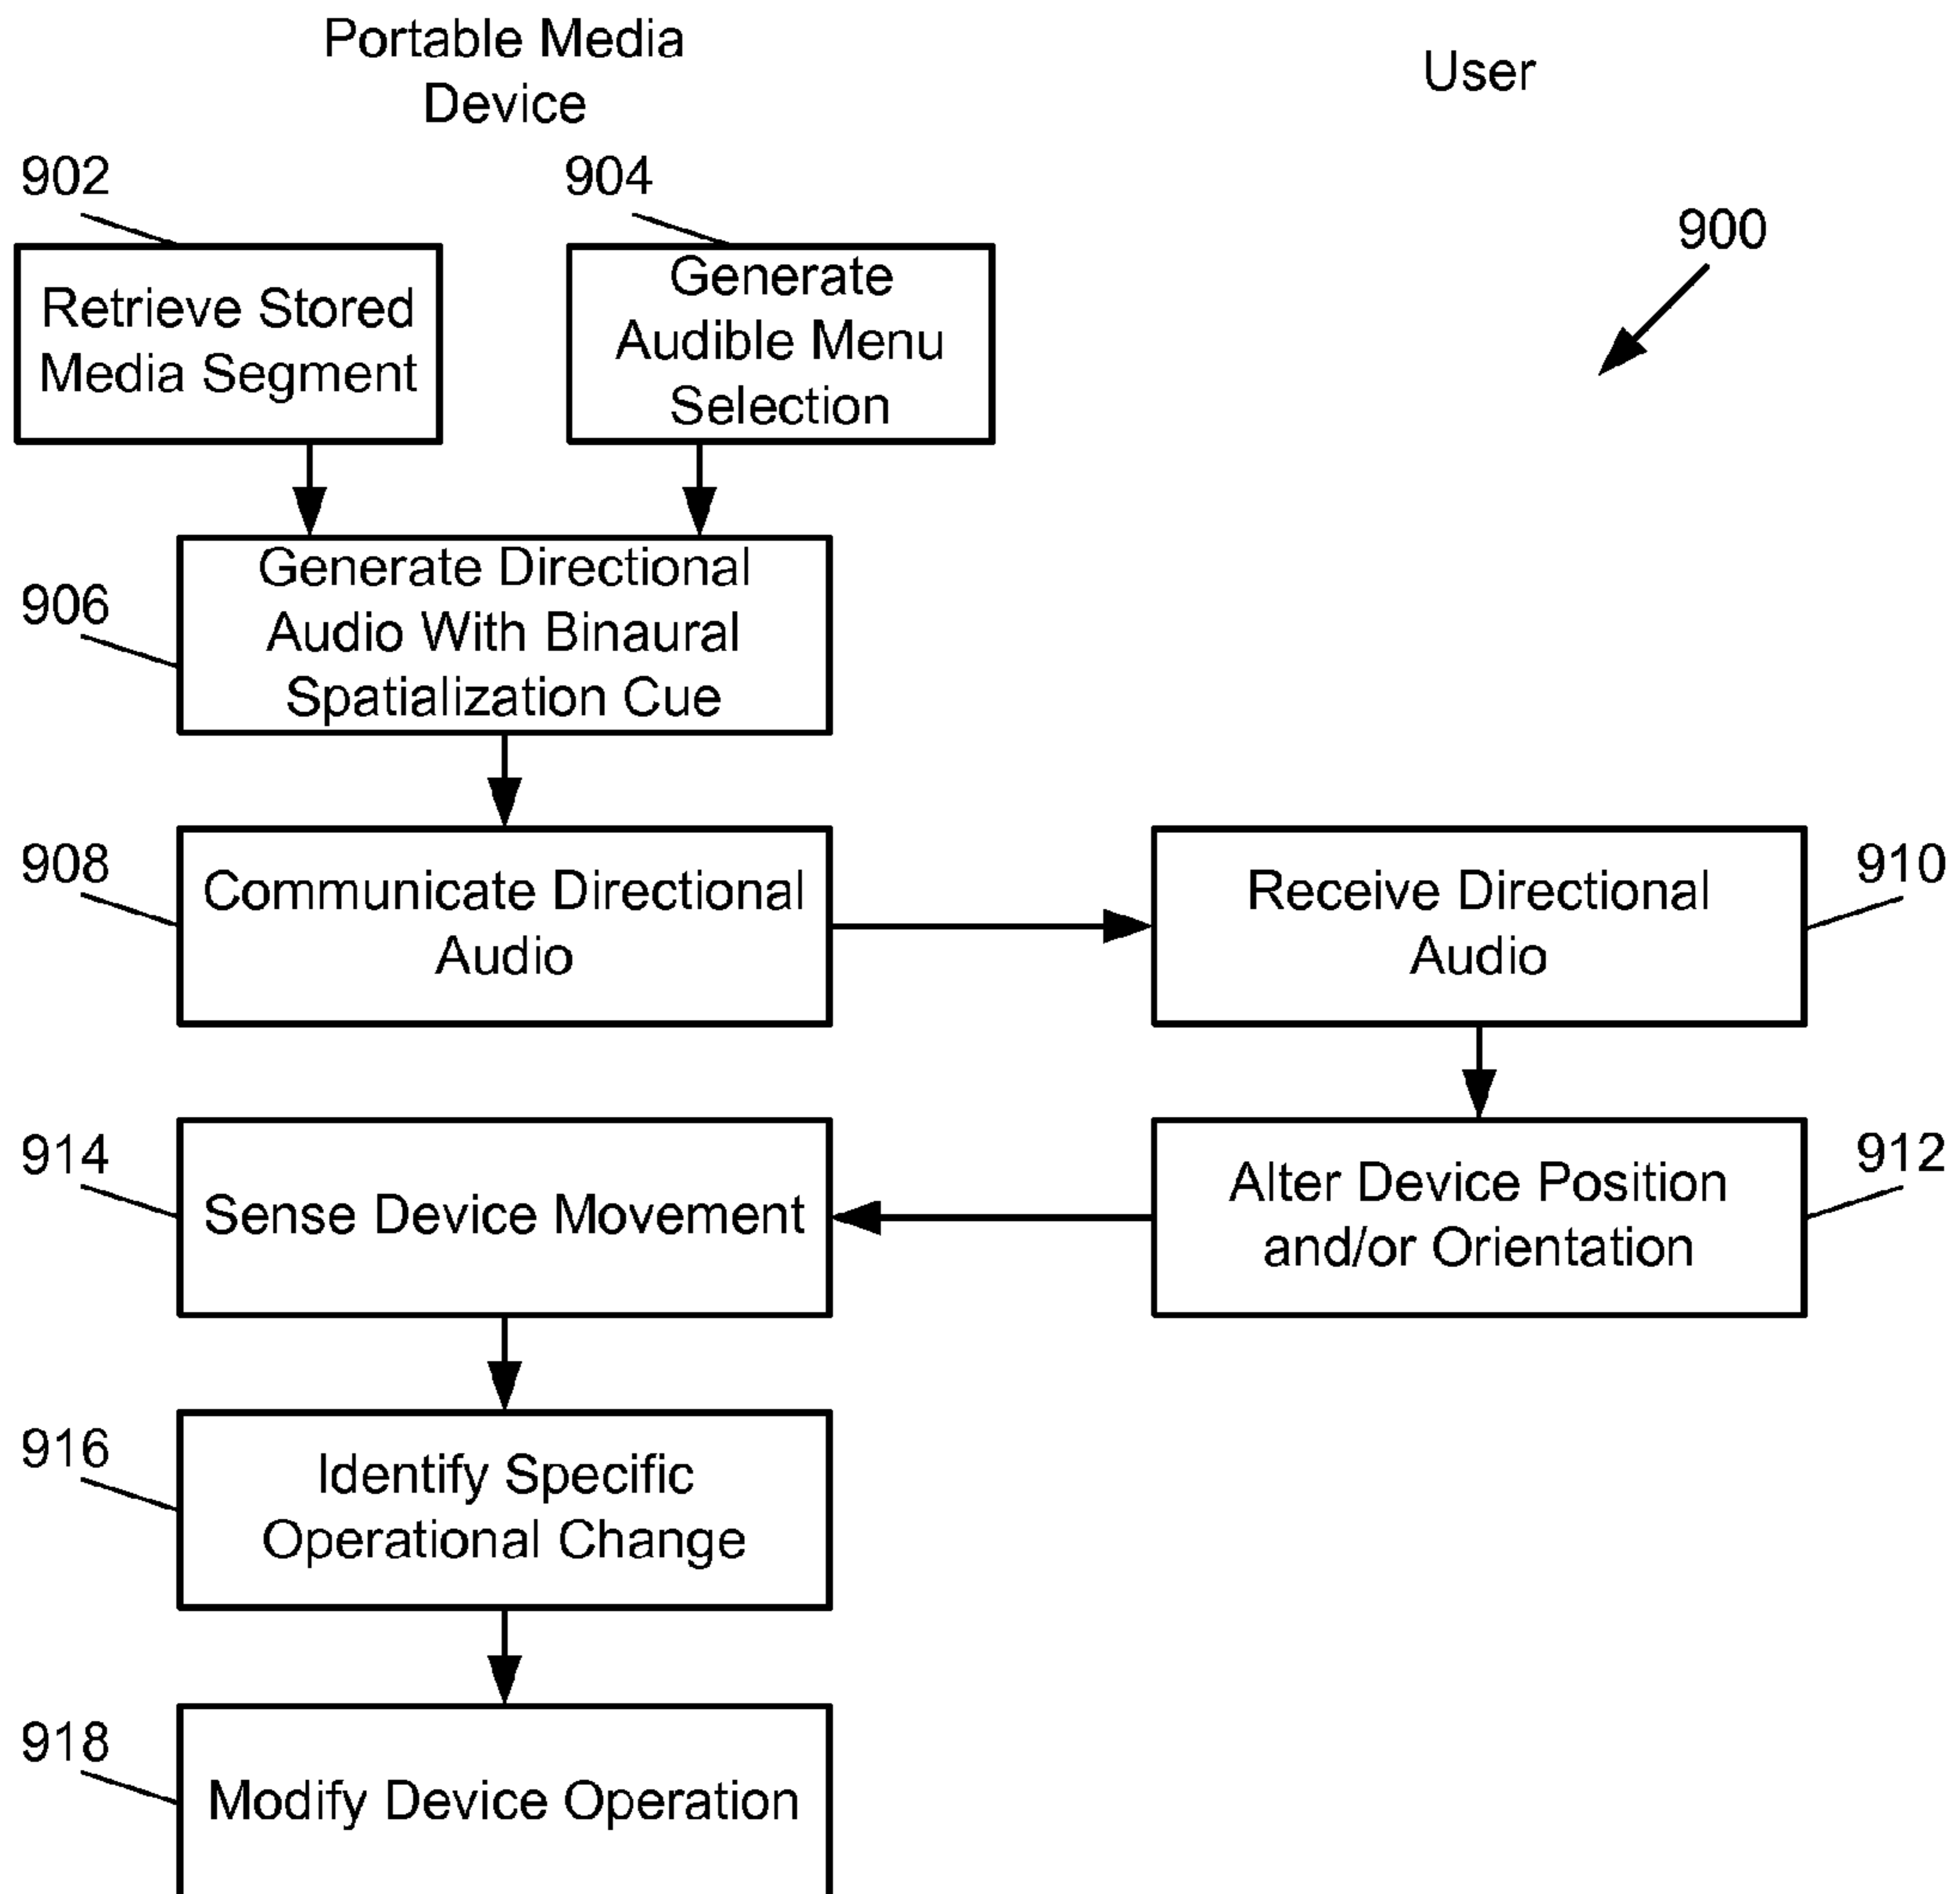 Portable Media
Device
User
902
904
900
Retrieve Stored
Media Segment
Generate
Audible Menu
Selection
906
Generate Directional
Audio With Binaural
Spatialization Cue
908
Communicate Directional
Audio
Receive Directional
Audio
910
914
Sense Device Movement
Alter Device Position
and/or Orientation
912
916
Identify Specific
Operational Change
918
Modify Device Operation